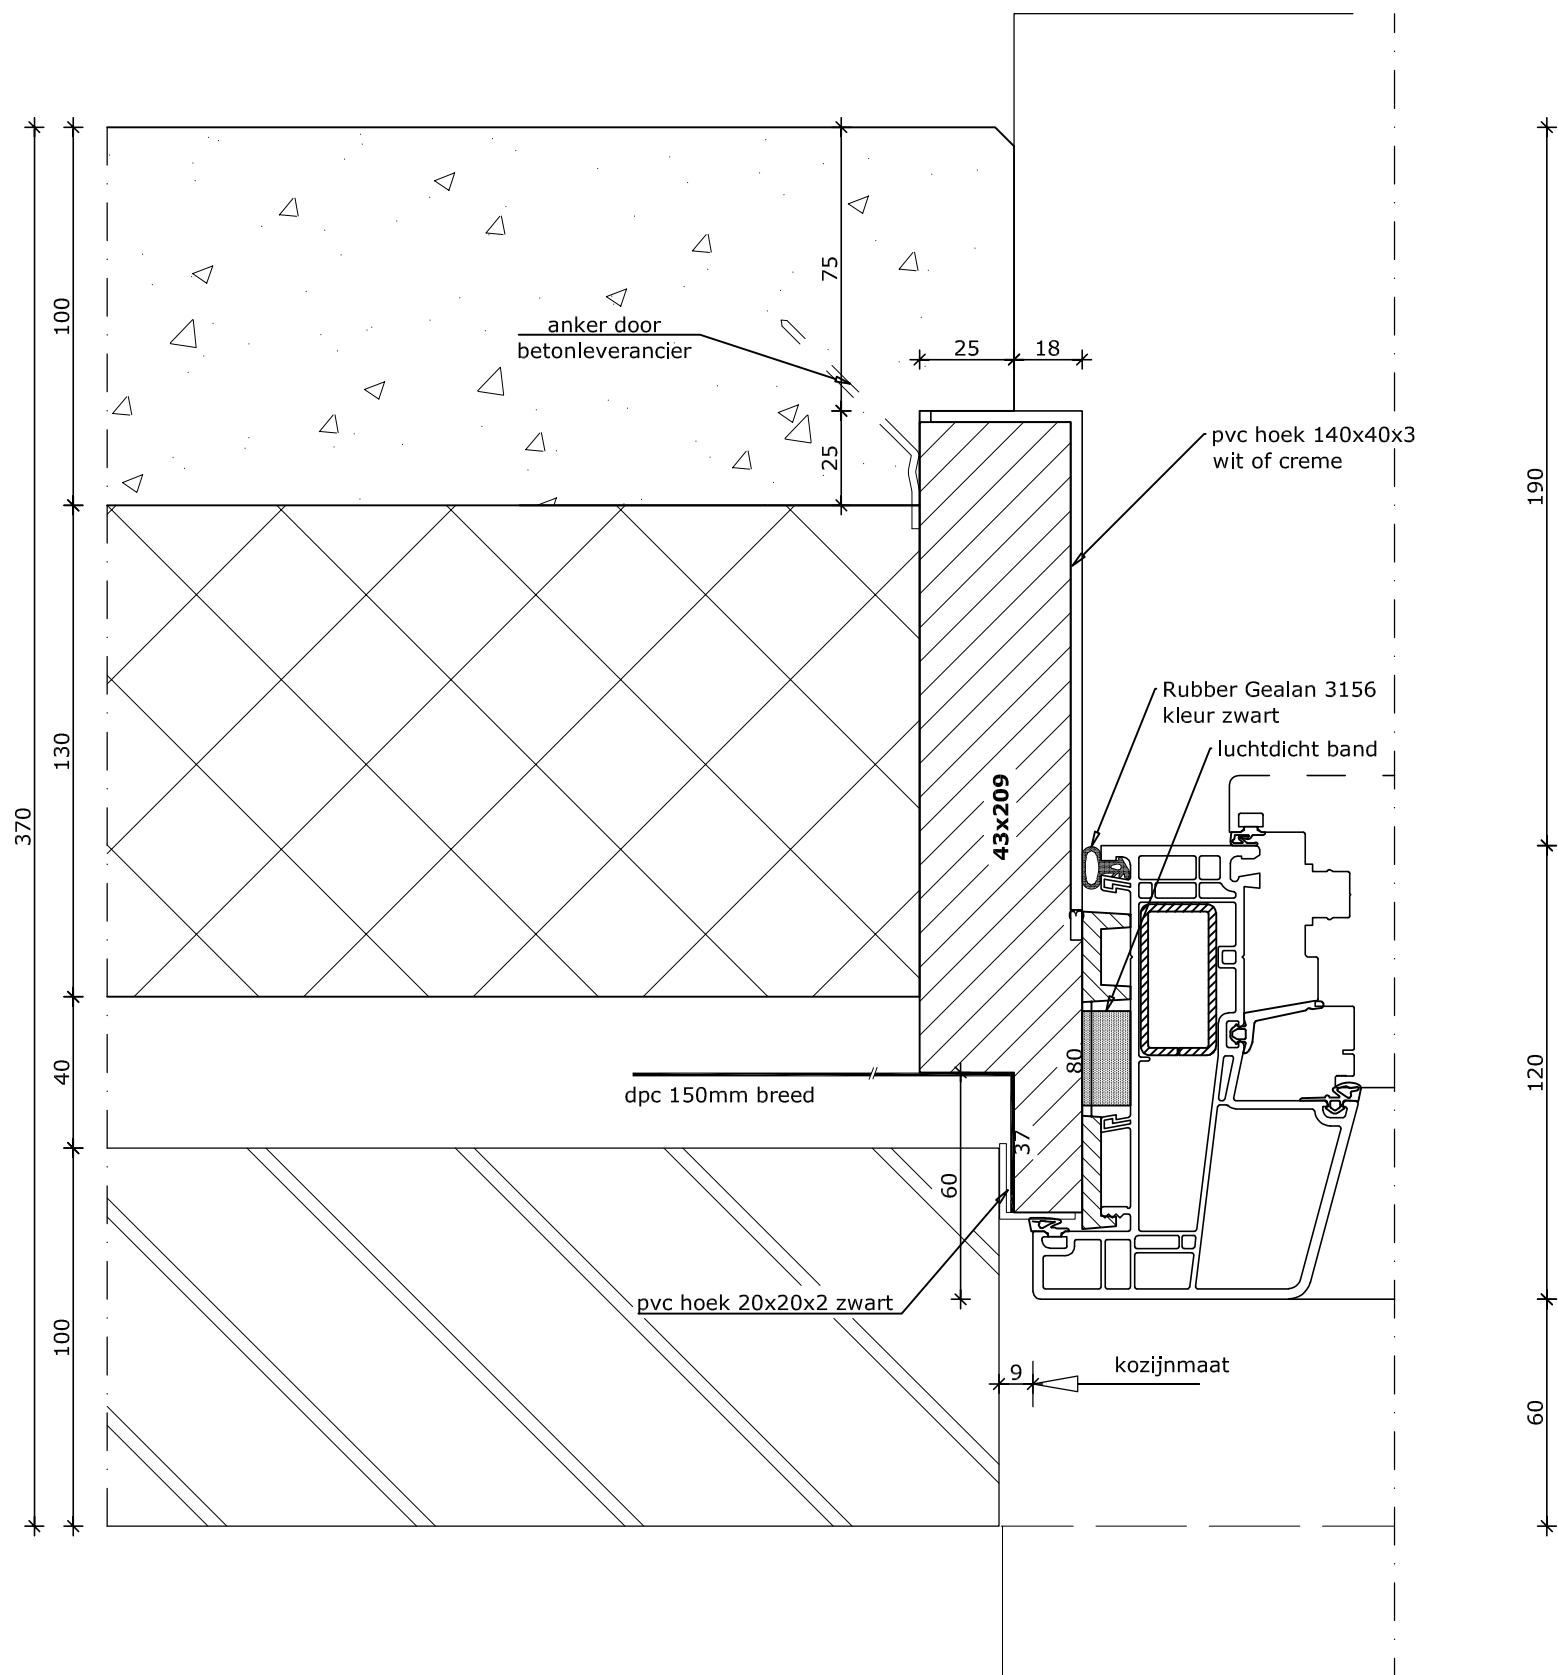 75
100
anker door
betonleverancier
25
18
25
pvc hoek 140x40x3
wit of creme
190
Rubber Gealan 3156
kleur zwart
luchtdicht band
130
43x209
370
40
80
120
dpc 150mm breed
37
60
pvc hoek 20x20x2 zwart
100
9
kozijnmaat
60